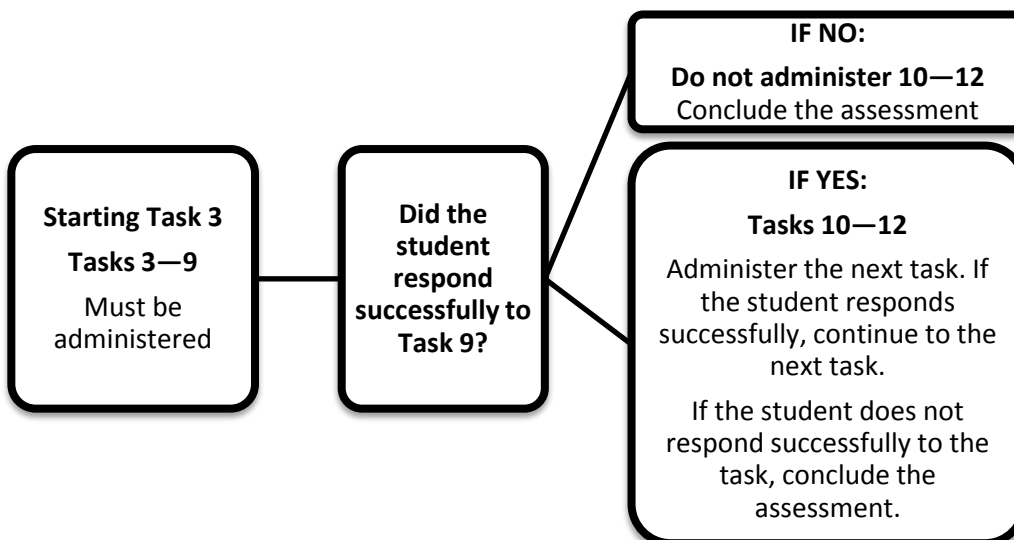 Starting Task 3
Tasks 3—9
Must be
administered
Did the
student
respond
successfully to
Task 9?
IF NO:
Do not administer 10—12
Conclude the assessment
IF YES:
Tasks 10—12
Administer the next task. If
the student responds
successfully, continue to the
next task.
If the student does not
respond successfully to the
task, conclude the
assessment.